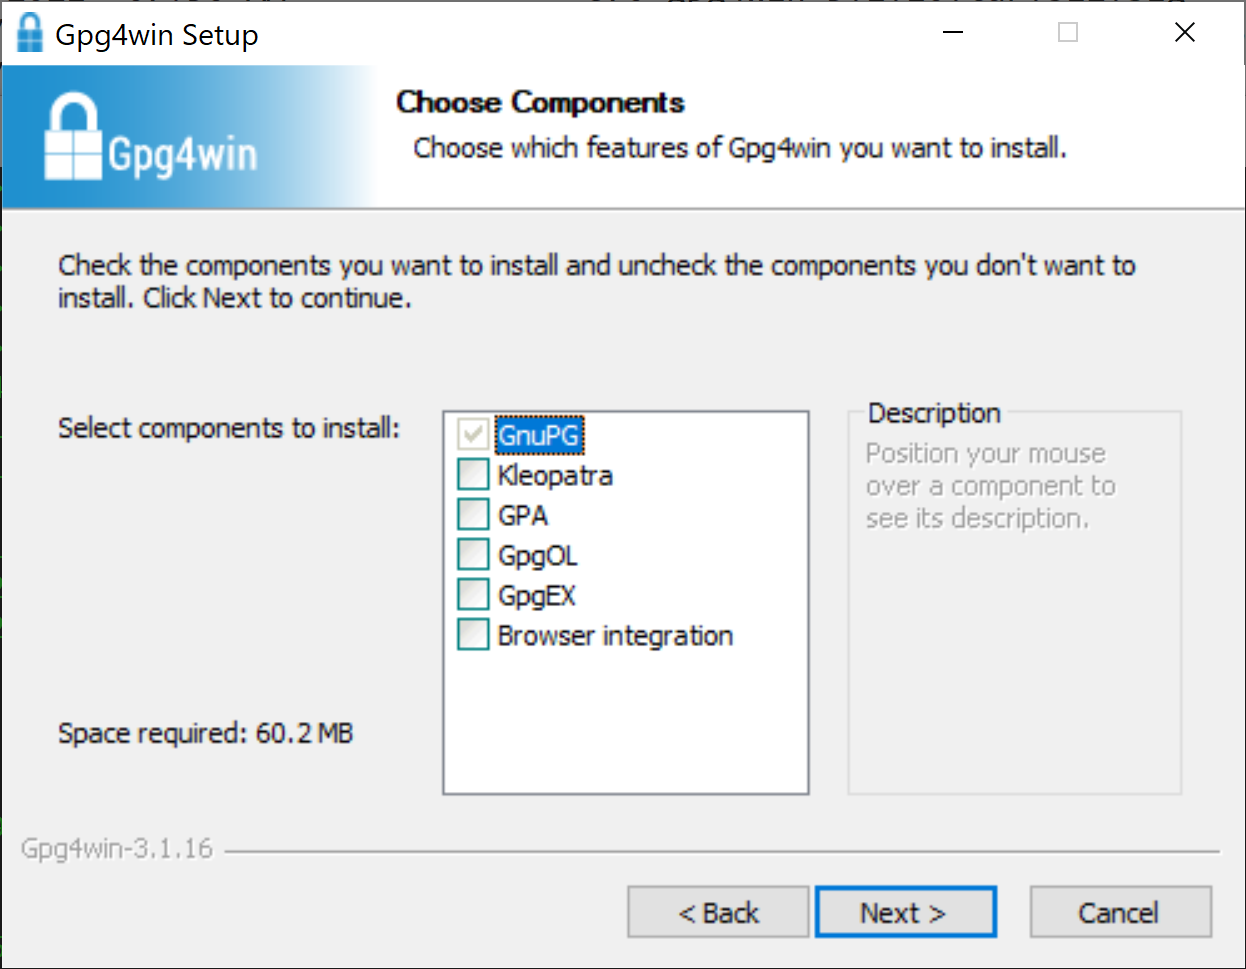 Gpg4win Setup
Gpg4win
Choose Components
Choose which features of Gpg4win you want to install.
Check the components you want to install and uncheck the components you don't want to
install. Click Next to continue.
Select components to install:
GnuPG
Kleopatra
GPA
GpgOL
GpgEX
Browser integration
Description
Position your mouse
over a component to
see its description.
Space required: 60.2 MB
Gpg4win-3.1.16
< Back
Next >
Cancel